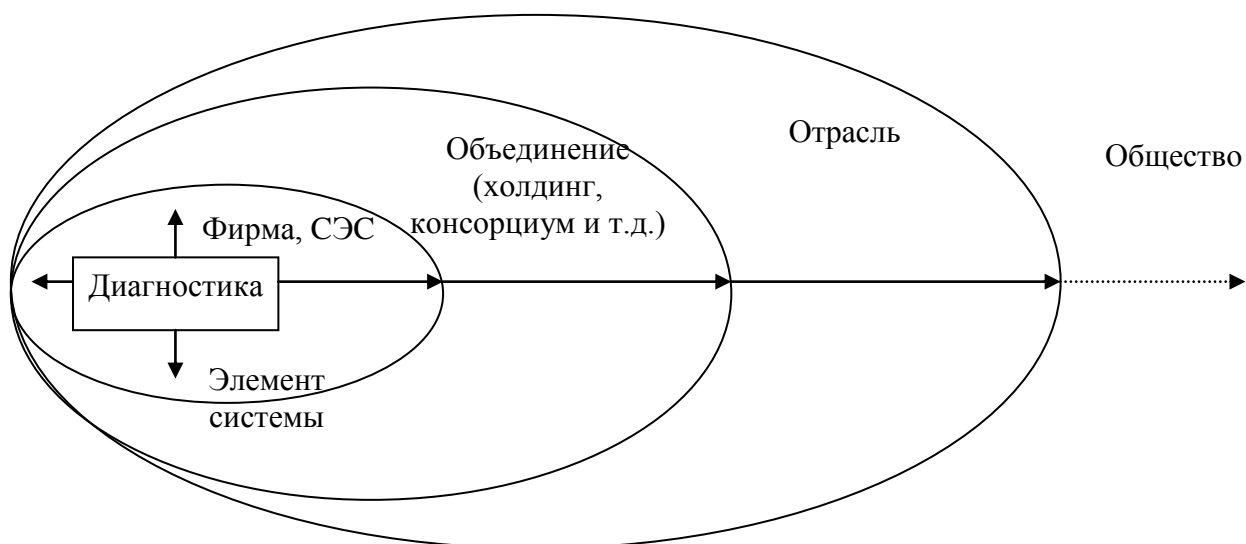 Отрасль
Объединение
(холдинг,
консорциум и т.д.)
Общество
Фирма, СЭС
Диагностика
Элемент
системы